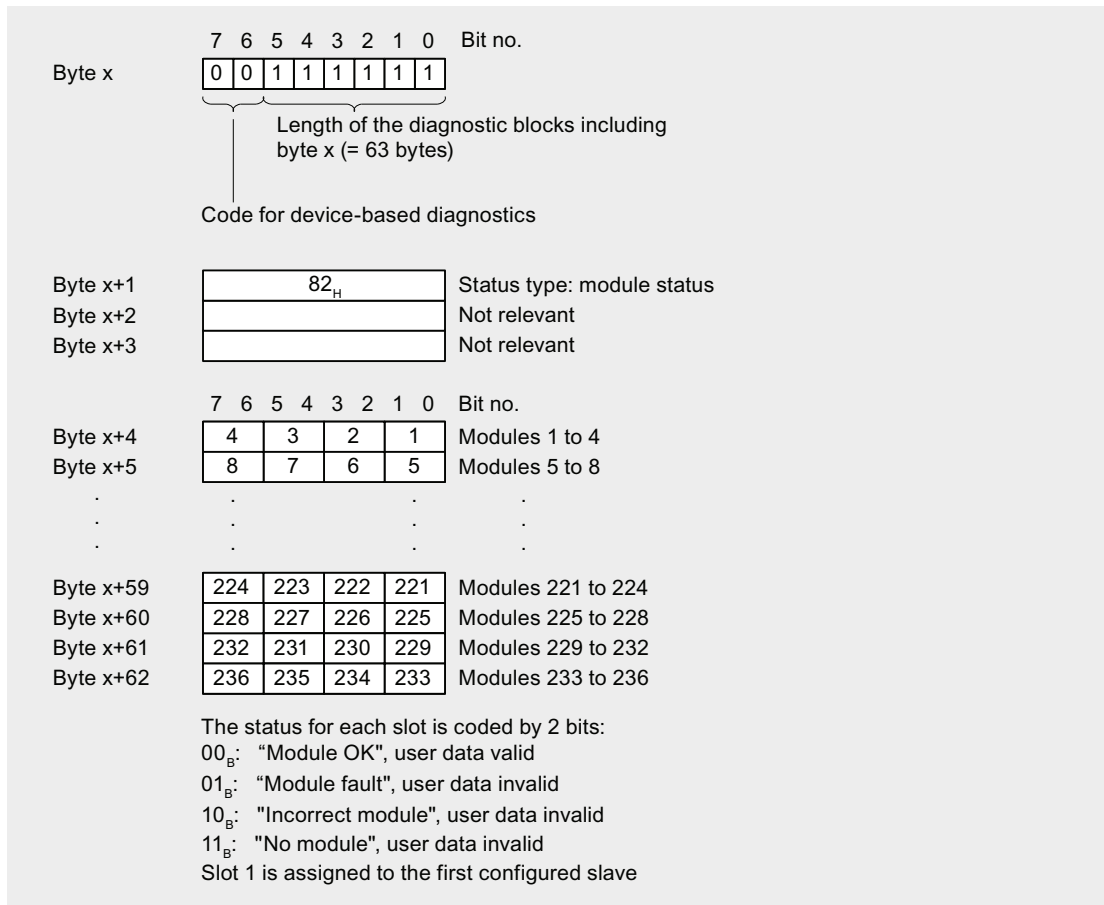 7 6 5 4 3 2 1 0 Bit no.
Byte x 0 0 1 1 1 1 1 1
Length of the diagnostic blocks including
byte x (= 63 bytes)
Code for device-based diagnostics
Byte x+1 82H Status type: module status
Byte x+2 Not relevant
Byte x+3 Not relevant
7 6 5 4 3 2 1 0 Bit no.
Byte x+4 4 3 2 1 Modules 1 to 4
Byte x+5 8 7 6 5 Modules 5 to 8
. . . .
. . . .
. . . .
Byte x+59 224 223 222 221 Modules 221 to 224
Byte x+60 228 227 226 225 Modules 225 to 228
Byte x+61 232 231 230 229 Modules 229 to 232
Byte x+62 236 235 234 233 Modules 233 to 236
The status for each slot is coded by 2 bits:
00B: “Module OK", user data valid
01B: “Module fault", user data invalid
10B: "Incorrect module", user data invalid
11B: "No module", user data invalid
Slot 1 is assigned to the first configured slave